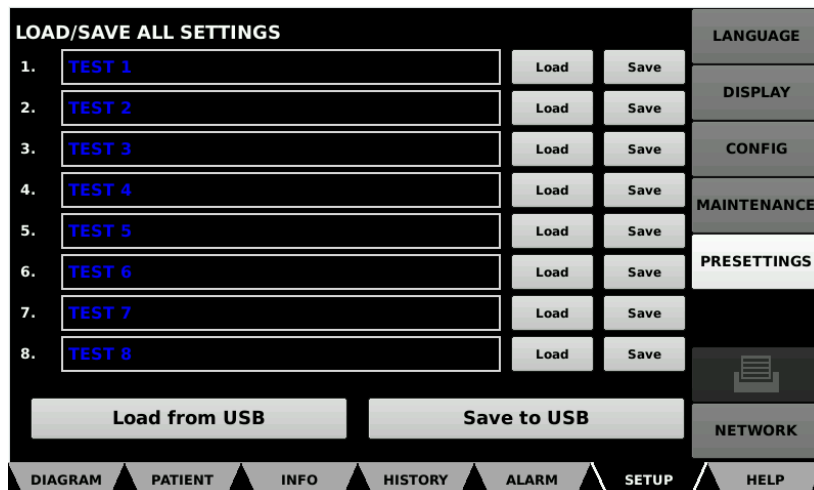 LOAD/SAVE ALL SETTINGS
1. TEST 1 Load Save
2. TEST 2 Load Save
3. TEST 3 Load Save
4. TEST 4 Load Save
5. TEST 5 Load Save
6. TEST 6 Load Save
7. TEST 7 Load Save
8. TEST 8 Load Save
Load from USB Save to USB
LANGUAGE
DISPLAY
CONFIG
MAINTENANCE
PRESETTINGS
NETWORK
DIAGRAM PATIENT INFO HISTORY ALARM SETUP HELP